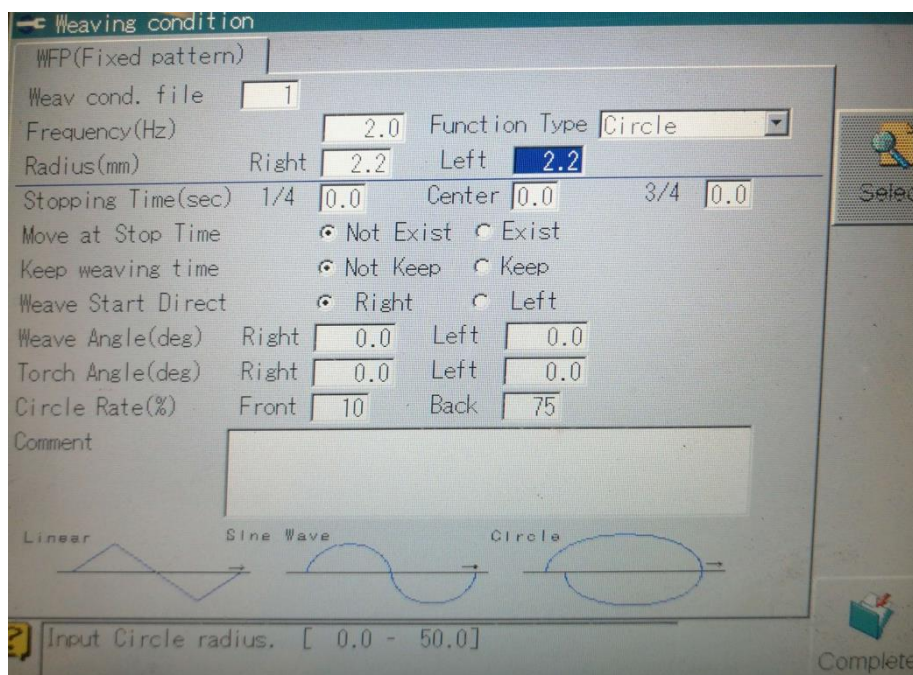 Weaving condition
WFP(Fixed pattern)
Weav cond. file 1
Frequency(Hz) 2.0 Function Type Circle
Radius(mm) Right 2.2 Left 2.2
Stopping Time(sec) 1/4 0.0 Center 0.0 3/4 0.0
Move at Stop Time Not Exist Exist
Keep weaving time Not Keep Keep
Weave Start Direct Right Left
Weave Angle(deg) Right 0.0 Left 0.0
Torch Angle(deg) Right 0.0 Left 0.0
Circle Rate(%) Front 10 Back 75
Comment
Linear Sine Wave Circle
Input Circle radius. [ 0.0 - 50.0]
Complete